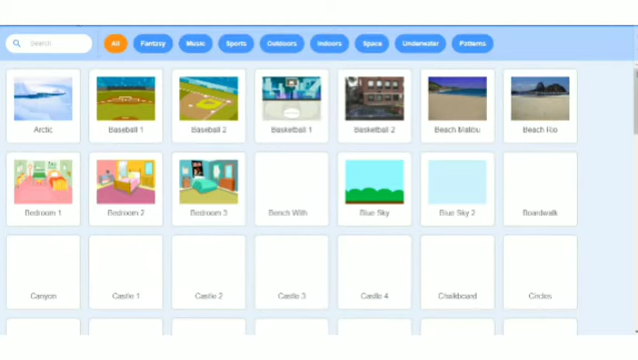 Search
All Fantasy Music Sports Outdoors Indoors Space Underwater Patterns
Arctic Baseball 1 Baseball 2 Basketball 1 Basketball 2 Beach Malibu Beach Rio
Bedroom 1 Bedroom 2 Bedroom 3 Bench With Blue Sky Blue Sky 2 Boardwalk
Canyon Castle 1 Castle 2 Castle 3 Castle 4 Chalkboard Circles